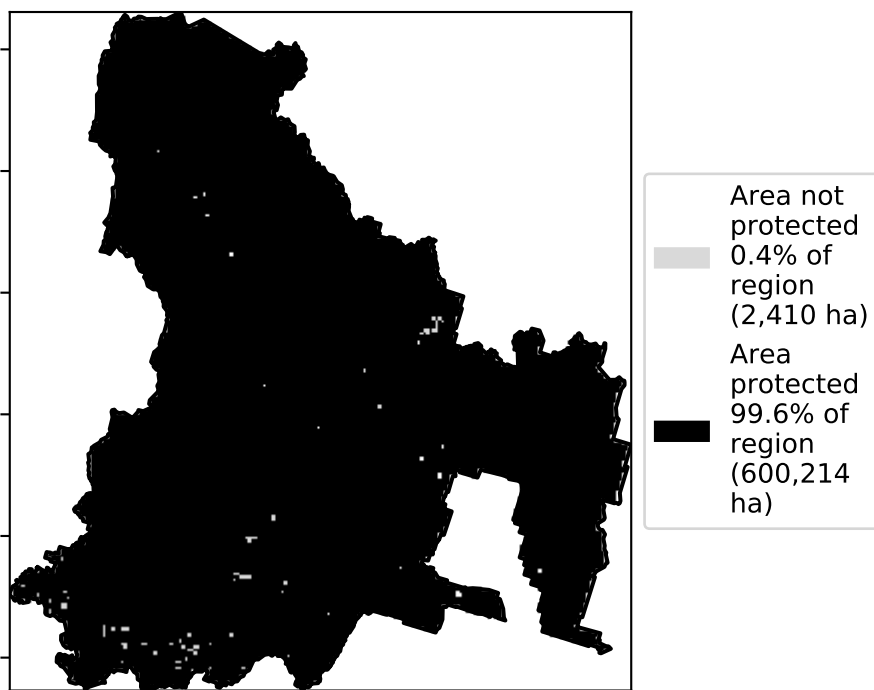 Area not
protected
0.4% of
region
(2,410 ha)
Area
protected
99.6% of
region
(600,214
ha)